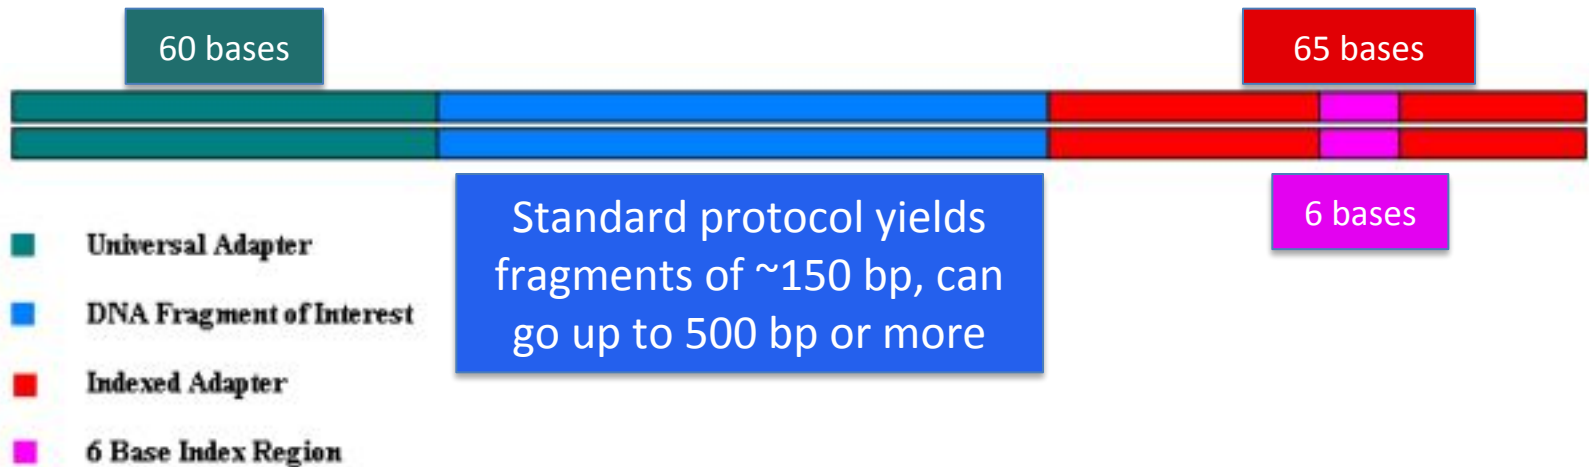 60 bases
65 bases
Standard protocol yields
fragments of ~150 bp, can
go up to 500 bp or more
6 bases
Universal Adapter
DNA Fragment of Interest
Indexed Adapter
6 Base Index Region